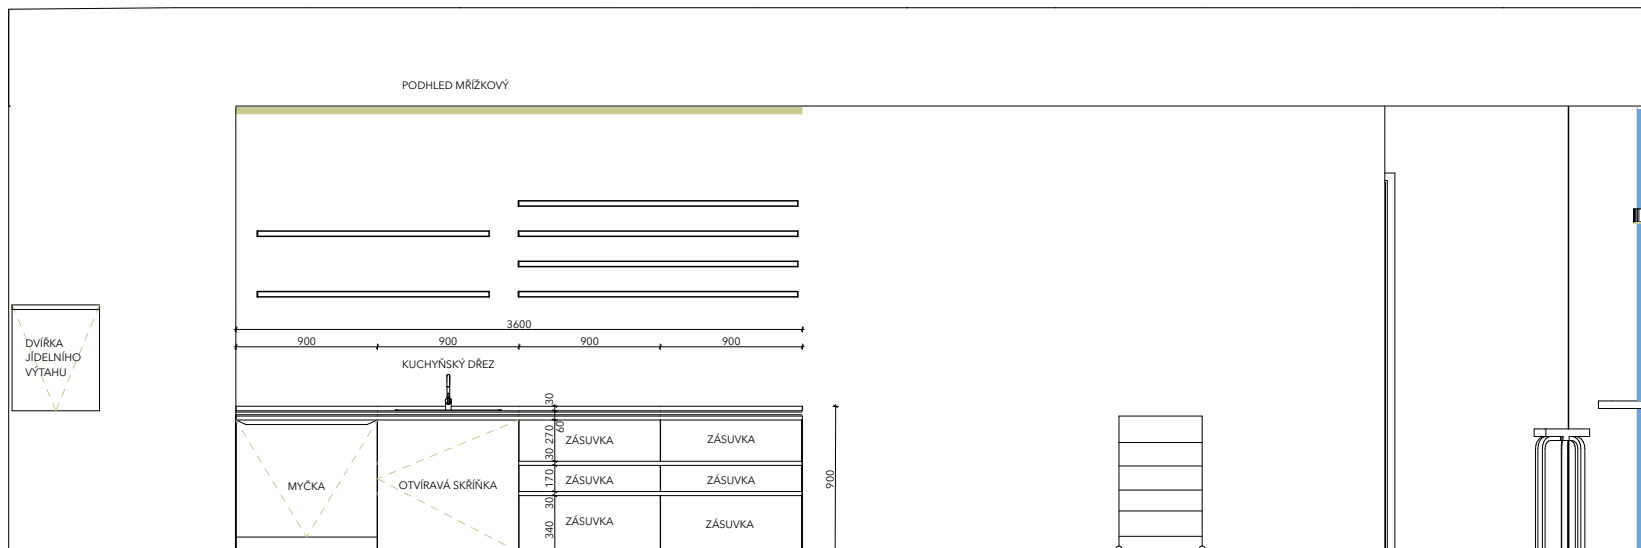 PODHLED MŘÍŽKOVÝ
3600
900 900 900 900
DVÍŘKA
JÍDELNÍHO
VÝTAHU
KUCHYŇSKÝ DŘEZ
30
60
270
30
170
30
340
900
ZÁSUVKA ZÁSUVKA
MYČKA OTVÍRAVÁ SKŘÍŇKA ZÁSUVKA ZÁSUVKA
ZÁSUVKA ZÁSUVKA